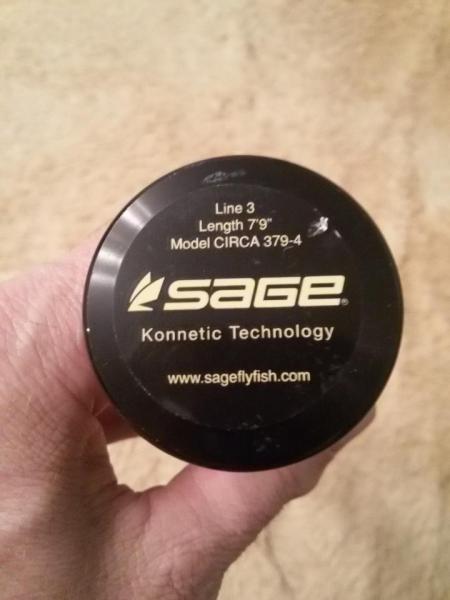 Line 3
Length 7'9"
Model CIRCA 379-4
SAGE®
Konnetic Technology
www.sageflyfish.com